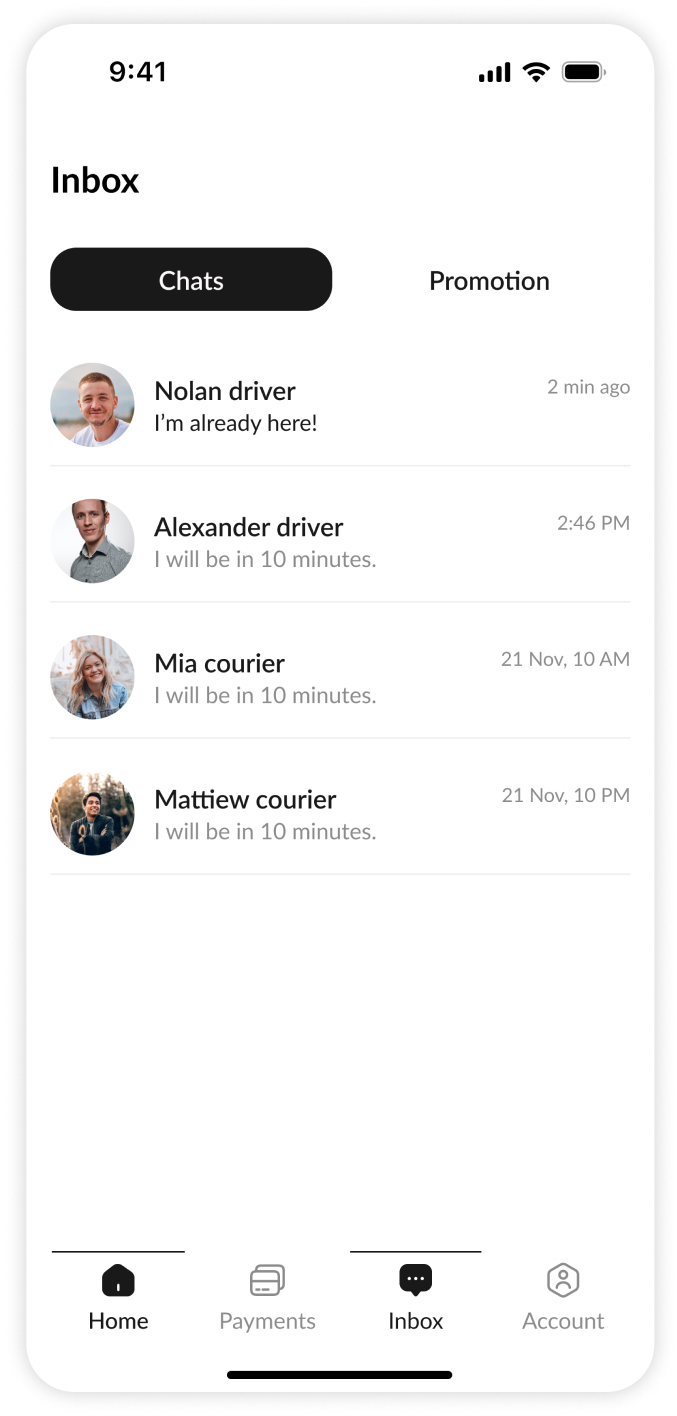 9:41
Inbox
Chats
Promotion
Nolan driver
2 min ago
I’m already here!
Alexander driver
2:46 PM
I will be in 10 minutes.
Mia courier
21 Nov, 10 AM
I will be in 10 minutes.
Mattiew courier
21 Nov, 10 PM
I will be in 10 minutes.
Home
Payments
Inbox
Account